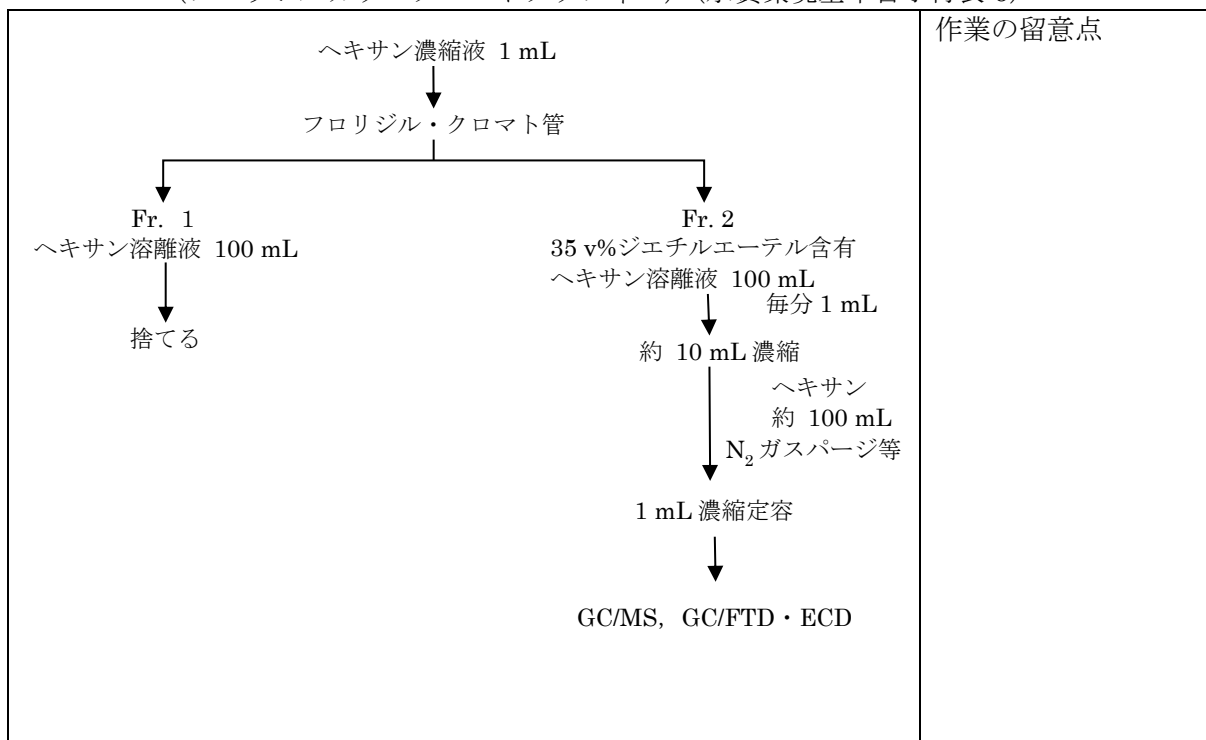 作業の留意点
ヘキサン濃縮液 1 mL
フロリジル・クロマト管
Fr. 1
ヘキサン溶離液 100 mL
捨てる
Fr. 2
35 v%ジエチルエーテル含有
ヘキサン溶離液 100 mL
毎分 1 mL
約 10 mL 濃縮
ヘキサン
約 100 mL
N₂ ガスパージ等
1 mL 濃縮定容
GC/MS, GC/FTD・ECD